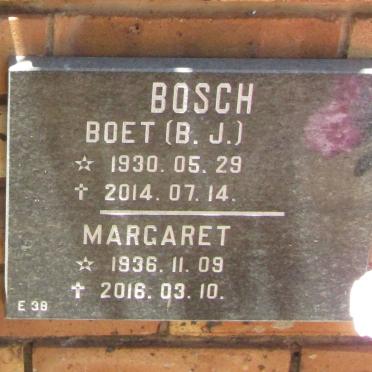 BOSCH
BOET (B. J.)
☆ 1930. 05. 29
✝ 2014. 07. 14.
MARGARET
☆ 1936. 11. 09
✝ 2016. 03. 10.
E 38